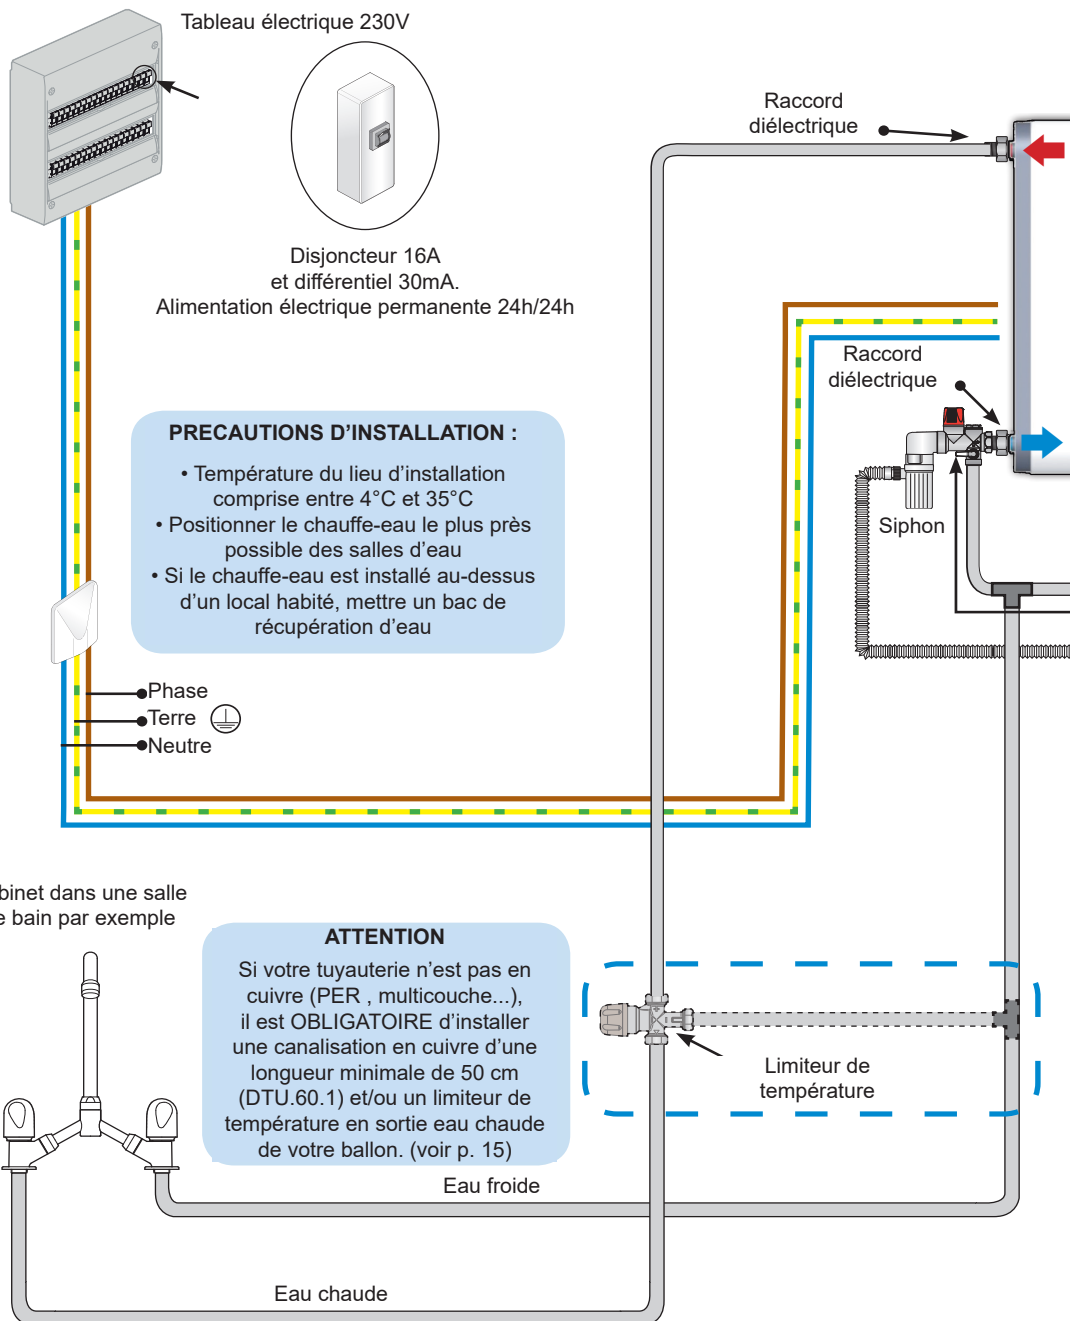 Tableau électrique 230V
Disjoncteur 16A
et différentiel 30mA.
Alimentation électrique permanente 24h/24h
Raccord
diélectrique
Raccord
diélectrique
Siphon
PRECAUTIONS D’INSTALLATION :
• Température du lieu d’installation
comprise entre 4°C et 35°C
• Positionner le chauffe-eau le plus près
possible des salles d’eau
• Si le chauffe-eau est installé au-dessus
d’un local habité, mettre un bac de
récupération d’eau
Phase
Terre
Neutre
binet dans une salle
e bain par exemple
ATTENTION
Si votre tuyauterie n’est pas en
cuivre (PER , multicouche...),
il est OBLIGATOIRE d’installer
une canalisation en cuivre d’une
longueur minimale de 50 cm
(DTU.60.1) et/ou un limiteur de
température en sortie eau chaude
de votre ballon. (voir p. 15)
Limiteur de
température
Eau froide
Eau chaude